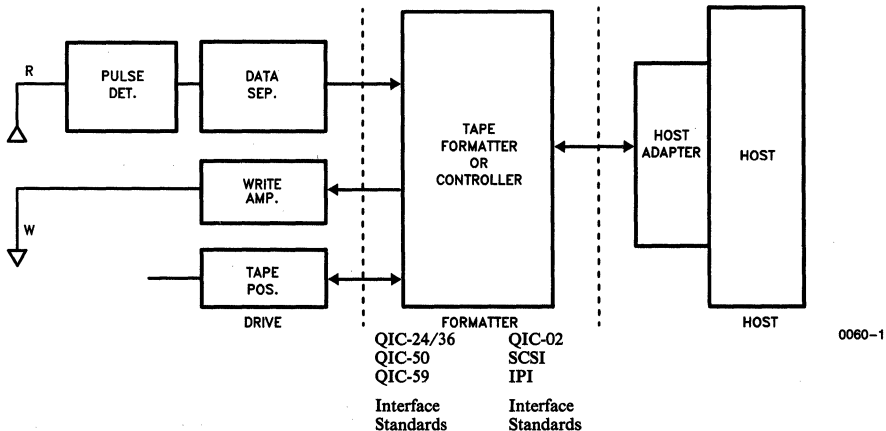 R
PULSE
DET.
DATA
SEP.
TAPE
FORMATTER
OR
CONTROLLER
HOST
ADAPTER
HOST
WRITE
AMP.
W
TAPE
POS.
DRIVE
FORMATTER
HOST
0060-1
QIC-24/36 QIC-02
QIC-50 SCSI
QIC-59 IPI
Interface Interface
Standards Standards